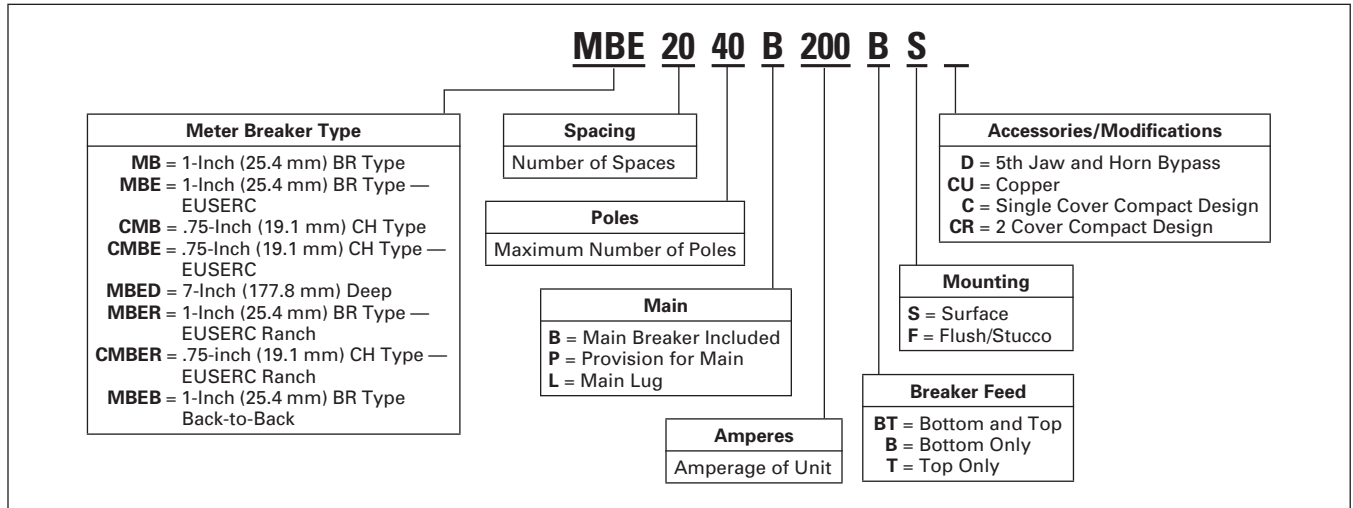 MBE 20 40 B 200 B S _
Meter Breaker Type
MB = 1-Inch (25.4 mm) BR Type
MBE = 1-Inch (25.4 mm) BR Type —
EUSERC
CMB = .75-Inch (19.1 mm) CH Type
CMBE = .75-Inch (19.1 mm) CH Type —
EUSERC
MBED = 7-Inch (177.8 mm) Deep
MBER = 1-Inch (25.4 mm) BR Type —
EUSERC Ranch
CMBER = .75-inch (19.1 mm) CH Type —
EUSERC Ranch
MBEB = 1-Inch (25.4 mm) BR Type
Back-to-Back
Spacing
Number of Spaces
Poles
Maximum Number of Poles
Main
B = Main Breaker Included
P = Provision for Main
L = Main Lug
Amperes
Amperage of Unit
Breaker Feed
BT = Bottom and Top
B = Bottom Only
T = Top Only
Mounting
S = Surface
F = Flush/Stucco
Accessories/Modifications
D = 5th Jaw and Horn Bypass
CU = Copper
C = Single Cover Compact Design
CR = 2 Cover Compact Design